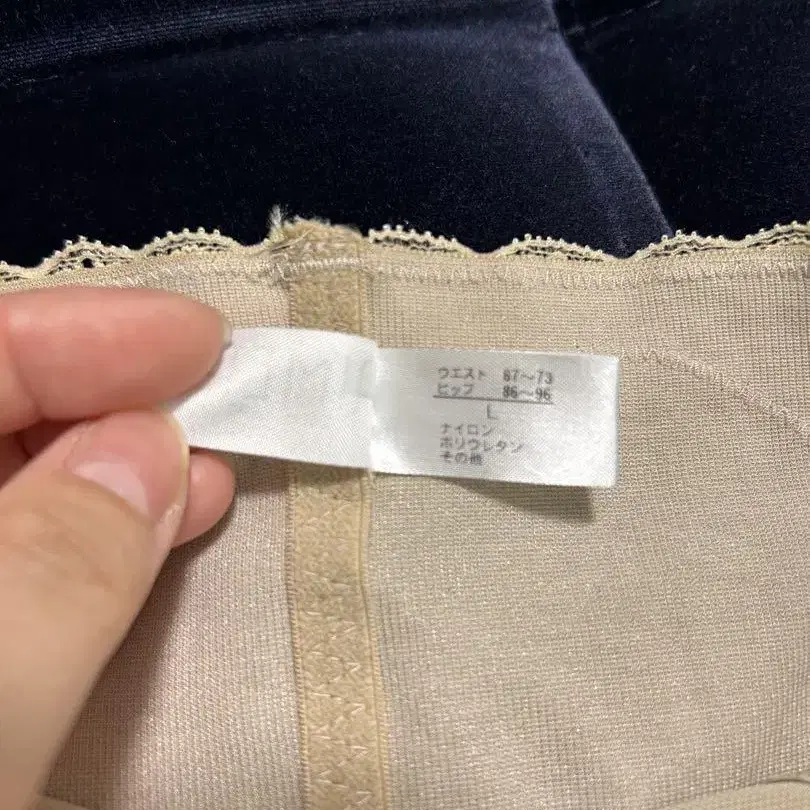 ウエスト 67〜73
ヒップ 86〜96
L
ナイロン
ポリウレタン
その他